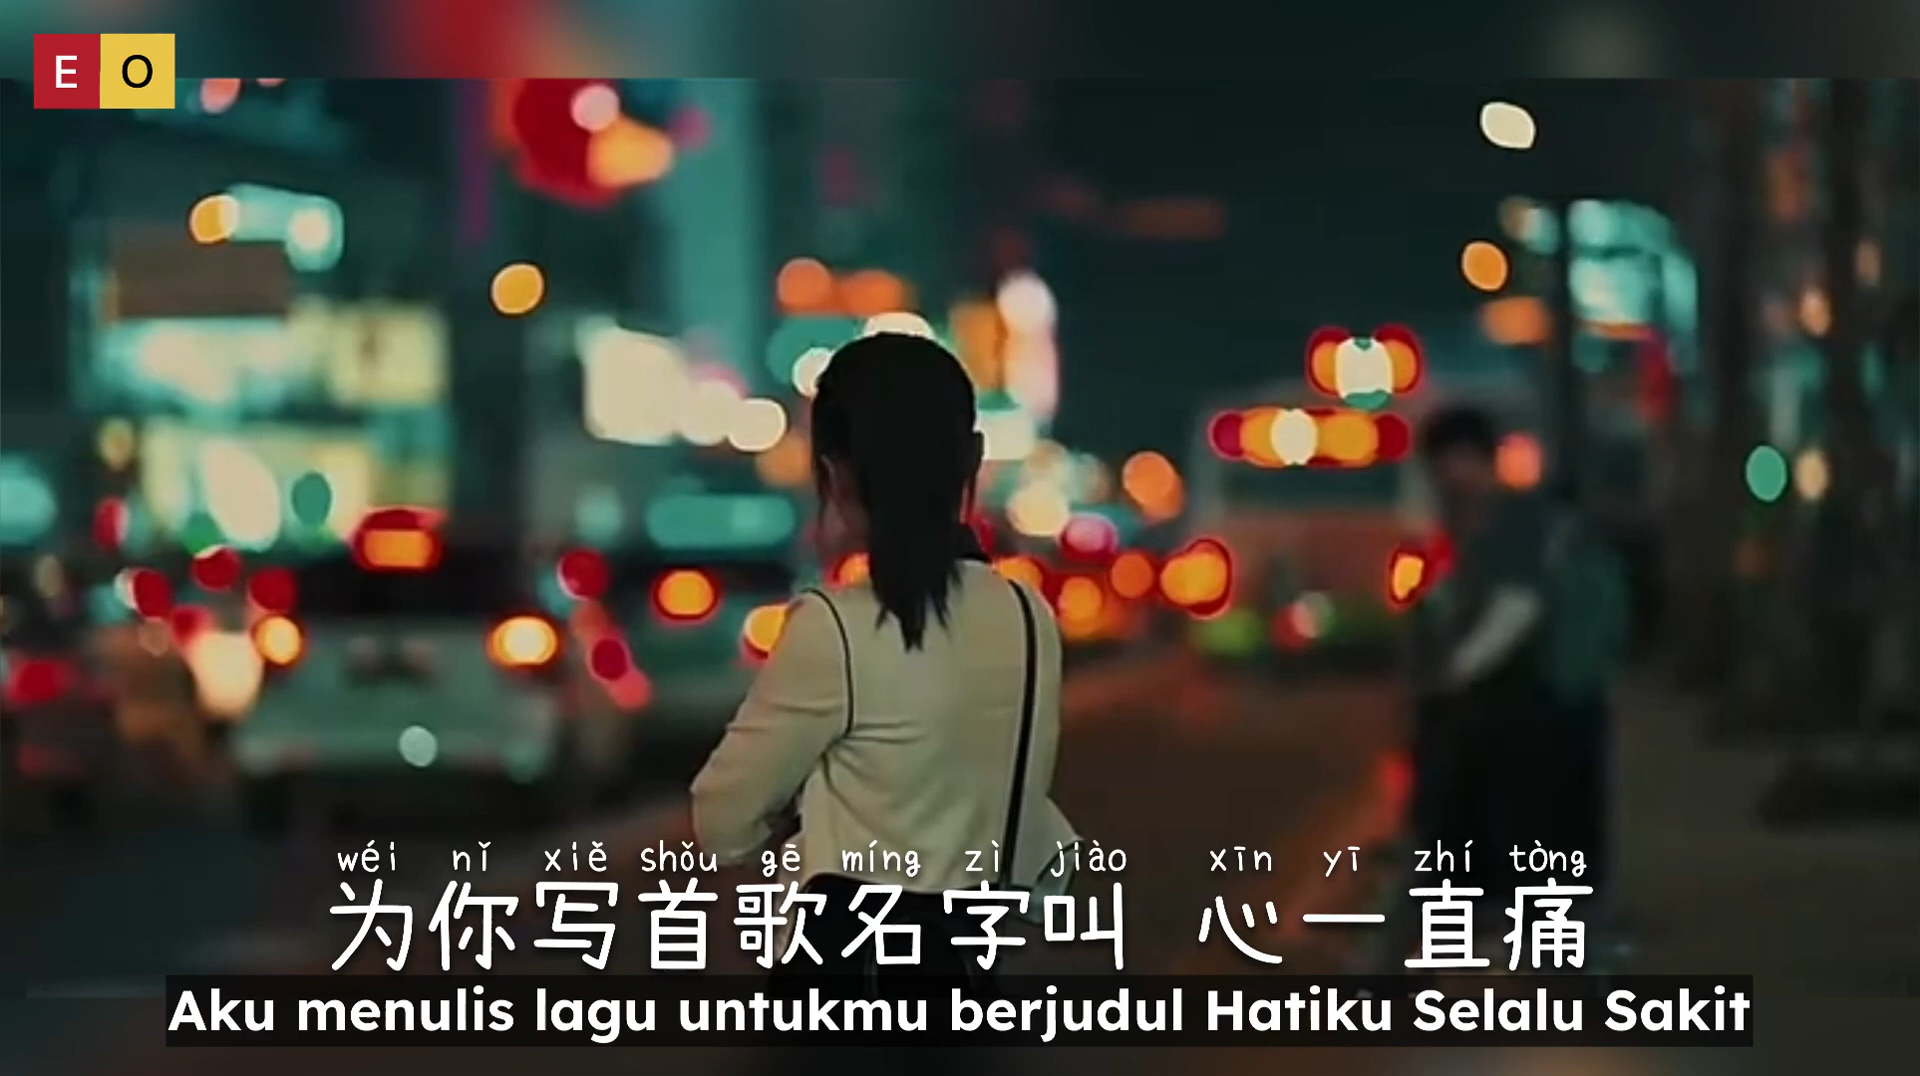 E O
wéi nǐ xiě shǒu gē míng zì jiào xīn yī zhí tòng
为你写首歌名字叫 心一直痛
Aku menulis lagu untukmu berjudul Hatiku Selalu Sakit